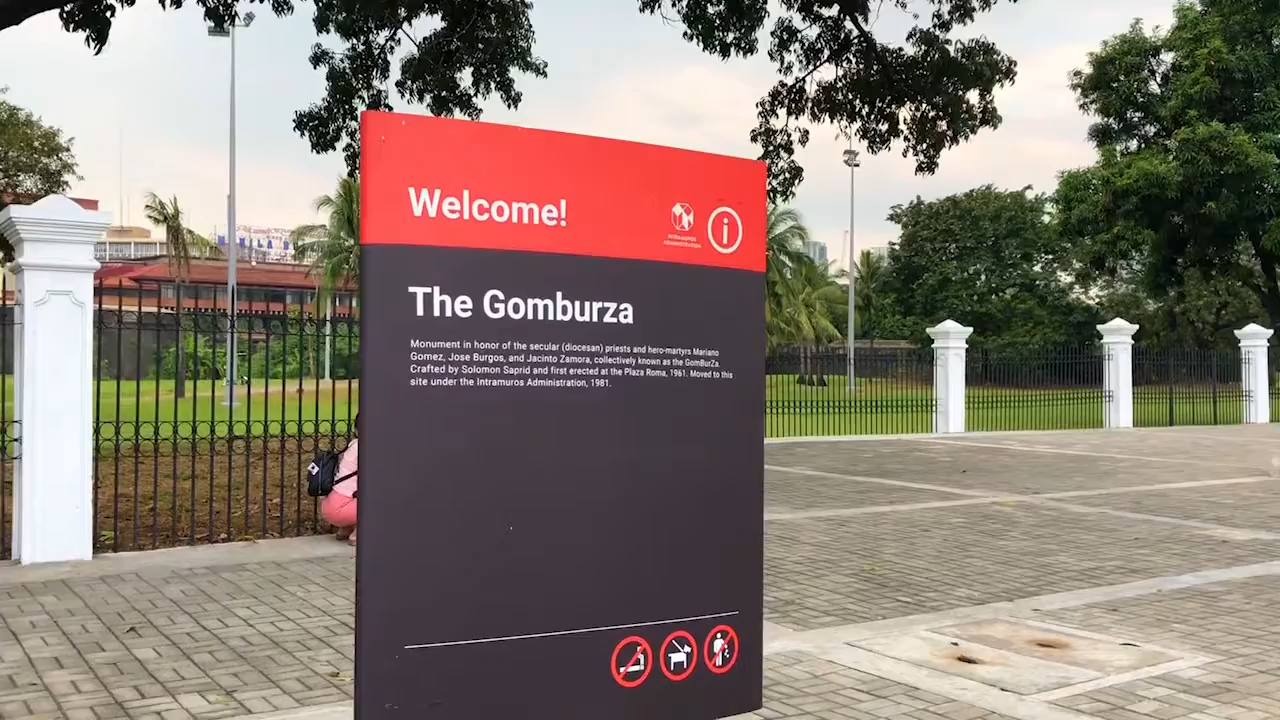 Welcome!
INTRAMUROS
ADMINISTRATION
i
The Gomburza
Monument in honor of the secular (diocesan) priests and hero-martyrs Mariano
Gomez, Jose Burgos, and Jacinto Zamora, collectively known as the GomBurZa.
Crafted by Solomon Saprid and first erected at the Plaza Roma, 1961. Moved to this
site under the Intramuros Administration, 1981.